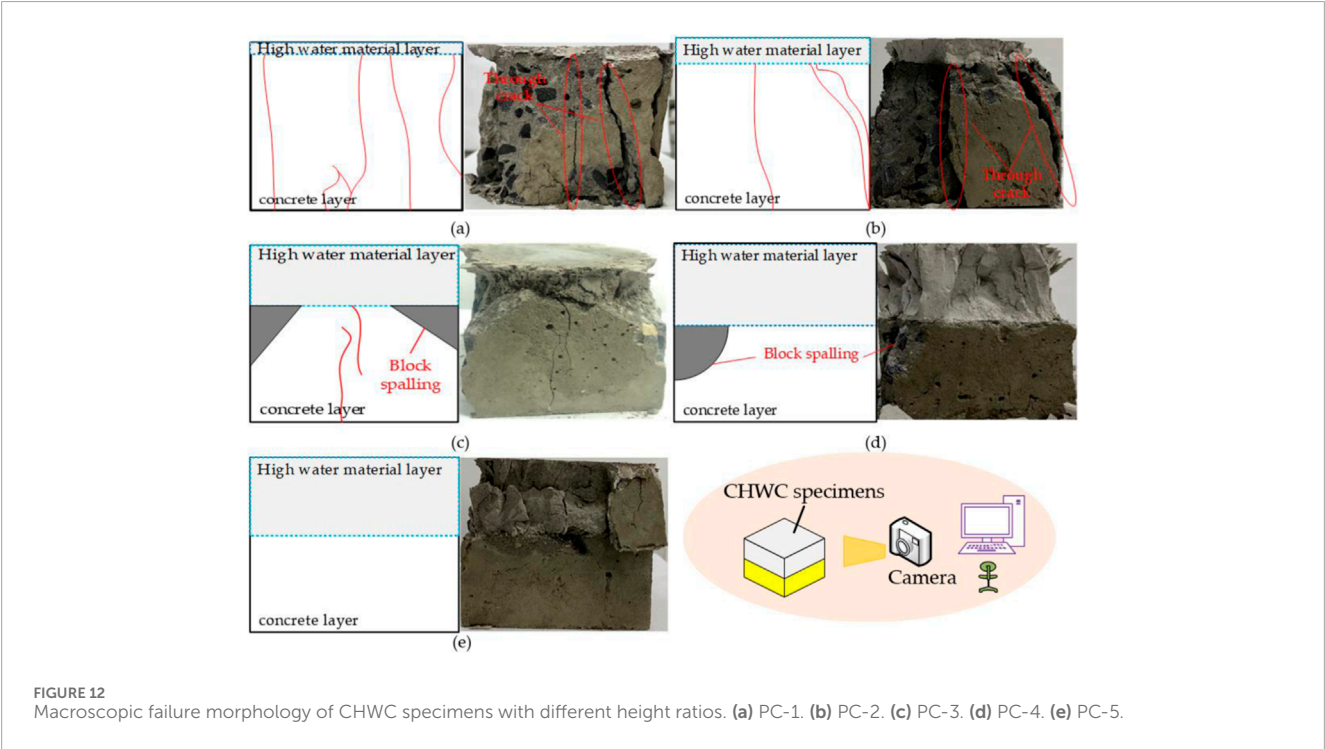 High water material layer
Through
crack
concrete layer
(a)
High water material layer
Through
crack
concrete layer
(b)
High water material layer
Block
spalling
concrete layer
(c)
High water material layer
Block spalling
concrete layer
(d)
High water material layer
concrete layer
(e)
CHWC specimens
Camera
FIGURE 12
Macroscopic failure morphology of CHWC specimens with different height ratios. (a) PC-1. (b) PC-2. (c) PC-3. (d) PC-4. (e) PC-5.